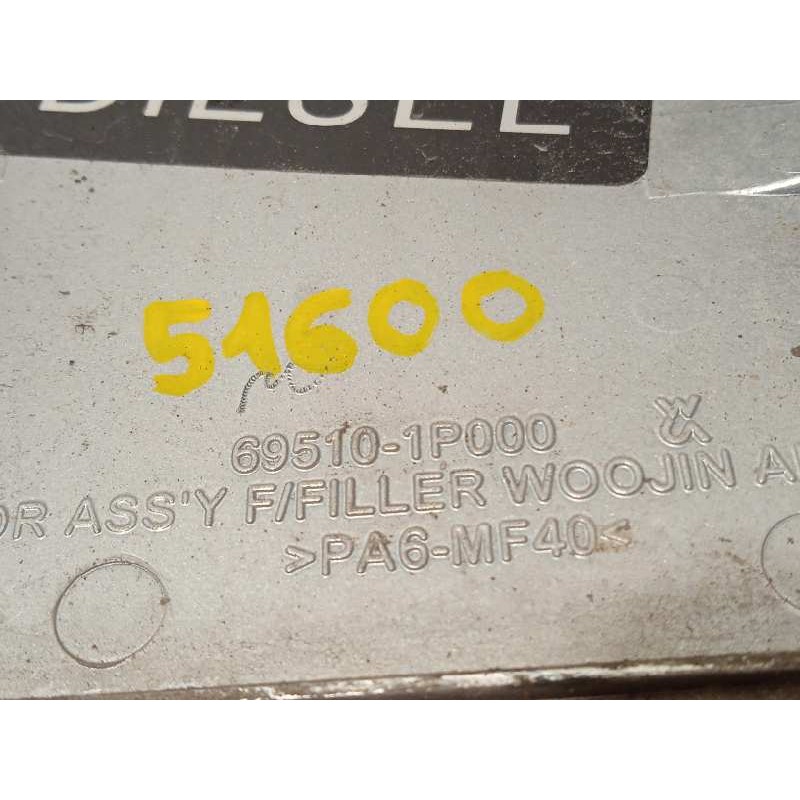 DIESEL
51600
69510-1P000
OR ASS'Y F/FILLER WOOJIN
>PA6-MF40<